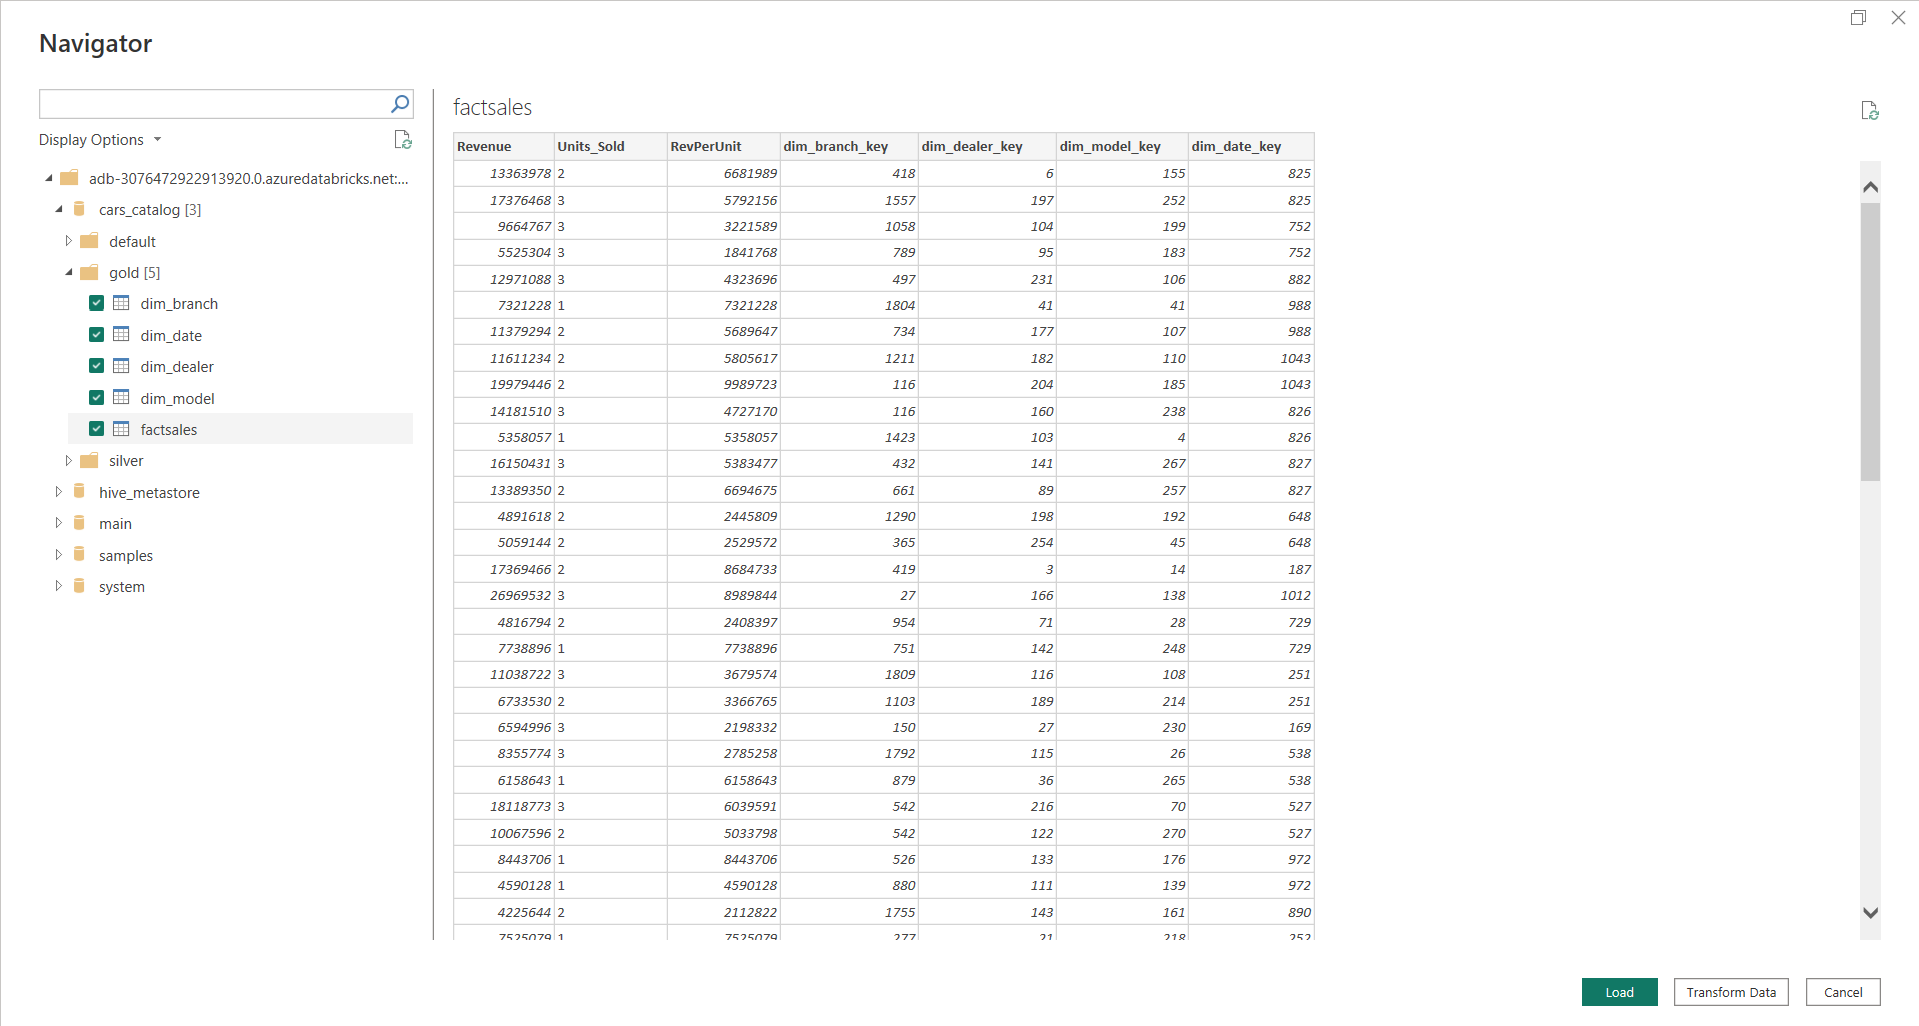 Navigator
Display Options
adb-3076472922913920.0.azuredatabricks.net:...
cars_catalog [3]
default
gold [5]
dim_branch
dim_date
dim_dealer
dim_model
factsales
silver
hive_metastore
main
samples
system
factsales
Revenue Units_Sold RevPerUnit dim_branch_key dim_dealer_key dim_model_key dim_date_key
13363978 2 6681989 418 6 155 825
17376468 3 5792156 1557 197 252 825
9664767 3 3221589 1058 104 199 752
5525304 3 1841768 789 95 183 752
12971088 3 4323696 497 231 106 882
7321228 1 7321228 1804 41 41 988
11379294 2 5689647 734 177 107 988
11611234 2 5805617 1211 182 110 1043
19979446 2 9989723 116 204 185 1043
14181510 3 4727170 116 160 238 826
5358057 1 5358057 1423 103 4 826
16150431 3 5383477 432 141 267 827
13389350 2 6694675 661 89 257 827
4891618 2 2445809 1290 198 192 648
5059144 2 2529572 365 254 45 648
17369466 2 8684733 419 3 14 187
26969532 3 8989844 27 166 138 1012
4816794 2 2408397 954 71 28 729
7738896 1 7738896 751 142 248 729
11038722 3 3679574 1809 116 108 251
6733530 2 3366765 1103 189 214 251
6594996 3 2198332 150 27 230 169
8355774 3 2785258 1792 115 26 538
6158643 1 6158643 879 36 265 538
18118773 3 6039591 542 216 70 527
10067596 2 5033798 542 122 270 527
8443706 1 8443706 526 133 176 972
4590128 1 4590128 880 111 139 972
4225644 2 2112822 1755 143 161 890
7525079 1 7525079 277 21 218 252
Load Transform Data Cancel